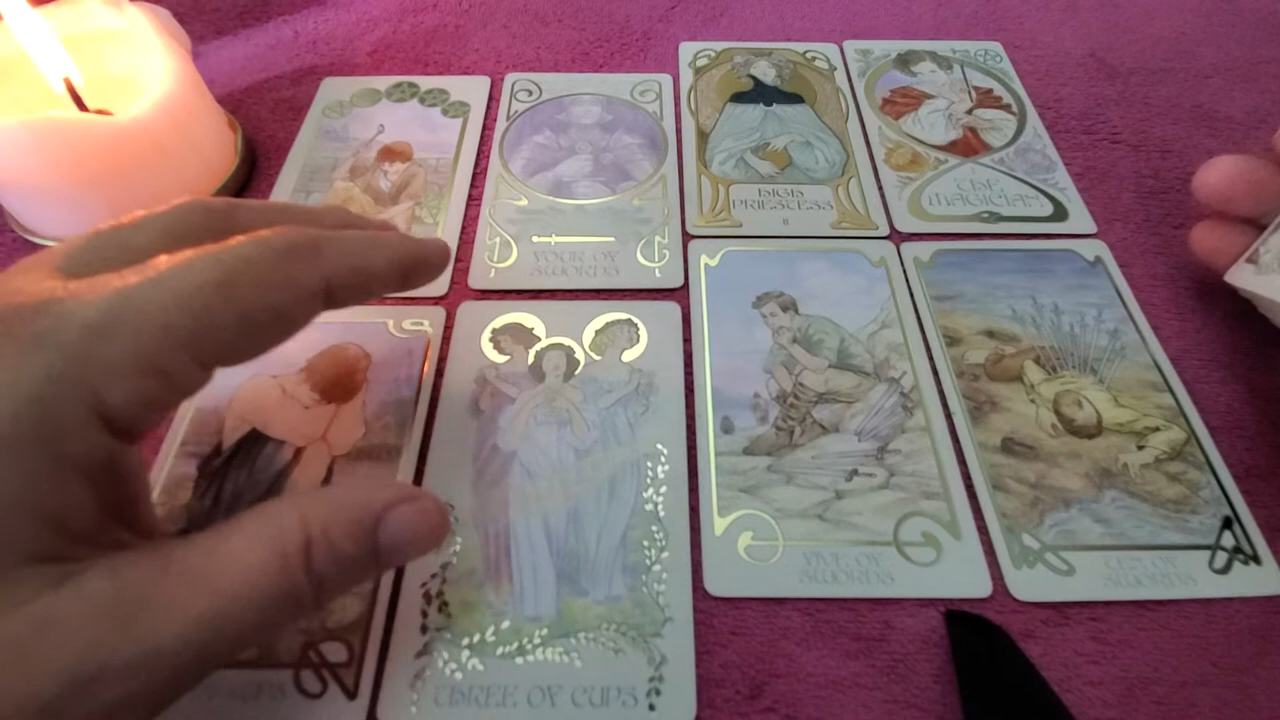 FOUR OF
SWORDS
HIGH
PRIESTESS
II
I
THE
MAGICIAN
THREE OF CUPS
FIVE OF
SWORDS
TEN OF
SWORDS